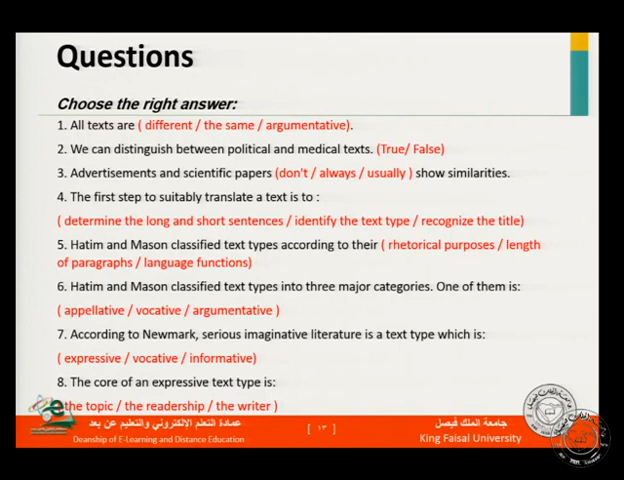 Questions
Choose the right answer:
1. All texts are ( different / the same / argumentative).
2. We can distinguish between political and medical texts. (True/ False)
3. Advertisements and scientific papers (don't / always / usually ) show similarities.
4. The first step to suitably translate a text is to :
( determine the long and short sentences / identify the text type / recognize the title)
5. Hatim and Mason classified text types according to their ( rhetorical purposes / length
of paragraphs / language functions)
6. Hatim and Mason classified text types into three major categories. One of them is:
( appellative / vocative / argumentative )
7. According to Newmark, serious imaginative literature is a text type which is:
( expressive / vocative / informative)
8. The core of an expressive text type is:
the topic / the readership / the writer )
عمادة التعلم الإلكتروني والتعليم عن بعد
Deanship of E-Learning and Distance Education
[ ١٣ ]
جامعة الملك فيصل
King Faisal University